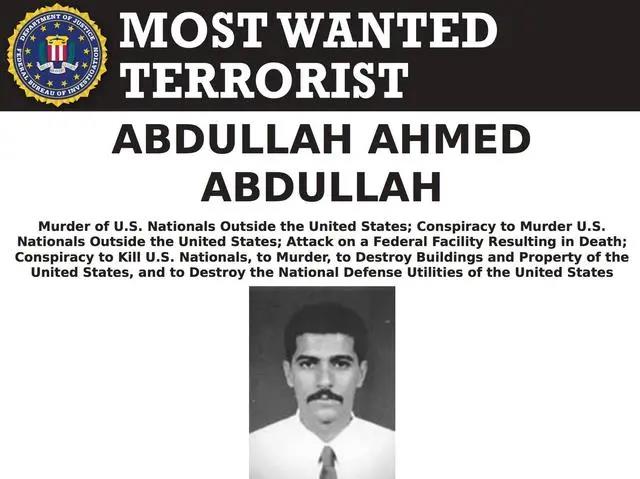 DEPARTMENT OF JUSTICE
FEDERAL BUREAU OF INVESTIGATION
MOST WANTED
TERRORIST
ABDULLAH AHMED
ABDULLAH
Murder of U.S. Nationals Outside the United States; Conspiracy to Murder U.S.
Nationals Outside the United States; Attack on a Federal Facility Resulting in Death;
Conspiracy to Kill U.S. Nationals, to Murder, to Destroy Buildings and Property of the
United States, and to Destroy the National Defense Utilities of the United States